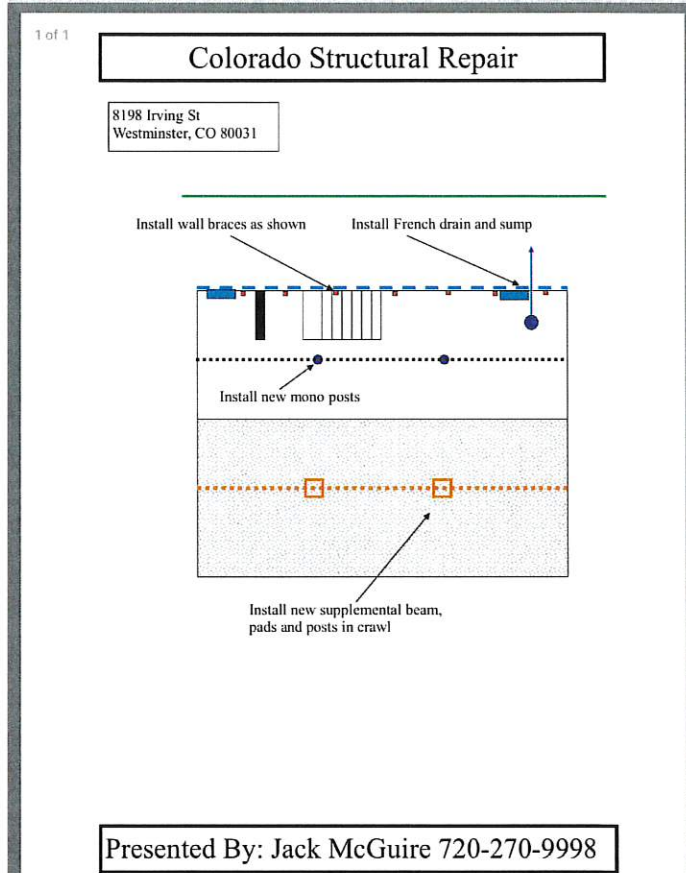 1 of 1
Colorado Structural Repair
8198 Irving St
Westminster, CO 80031
Install wall braces as shown
Install French drain and sump
Install new mono posts
Install new supplemental beam,
pads and posts in crawl
Presented By: Jack McGuire 720-270-9998